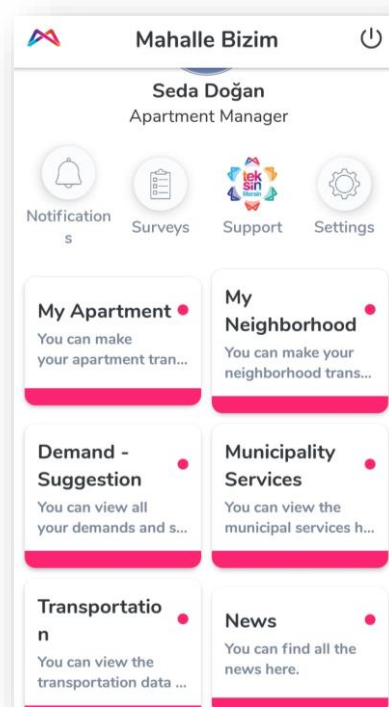 Mahalle Bizim
Seda Doğan
Apartment Manager
Notification
s
Surveys
tek
sin
Mersin
Support
Settings
My Apartment
You can make
your apartment tran...
My
Neighborhood
You can make your
neighborhood trans...
Demand -
Suggestion
You can view all
your demands and s...
Municipality
Services
You can view the
municipal services h...
Transportatio
n
You can view the
transportation data ...
News
You can find all the
news here.